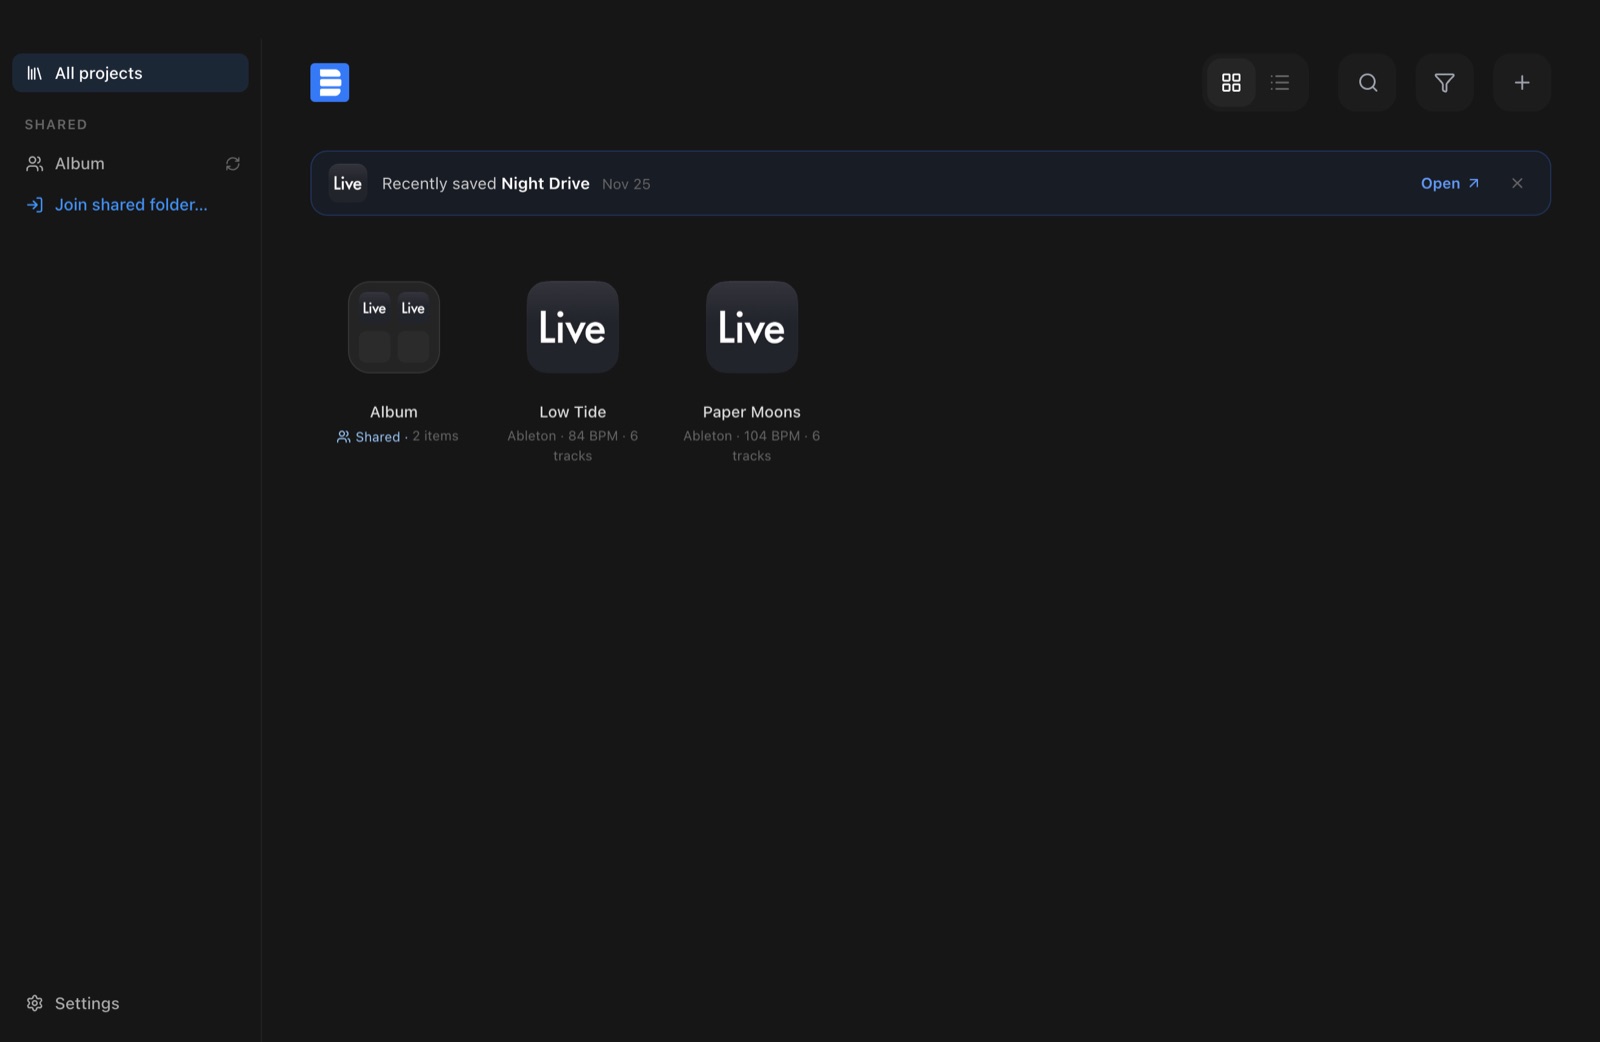 All projects
SHARED
Album
Join shared folder...
Settings
Live
Recently saved Night Drive Nov 25
Open
Live Live
Album
Shared · 2 items
Live
Low Tide
Ableton · 84 BPM · 6
tracks
Live
Paper Moons
Ableton · 104 BPM · 6
tracks